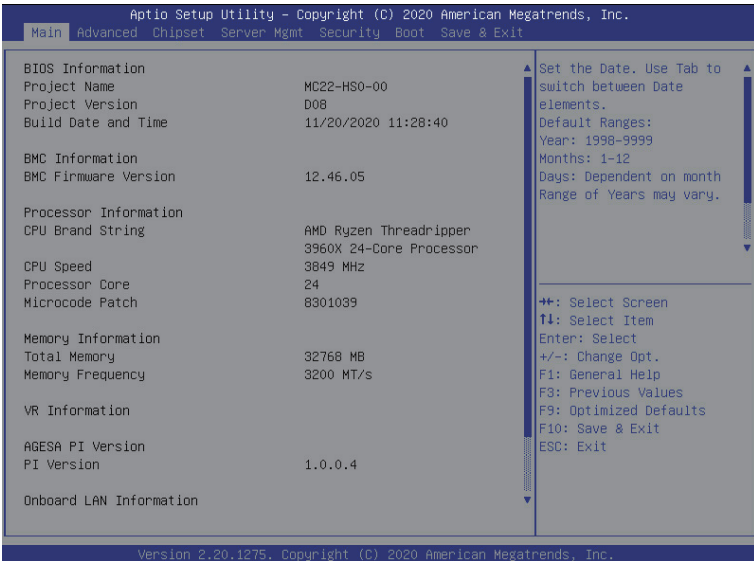 Aptio Setup Utility – Copyright (C) 2020 American Megatrends, Inc.
Main Advanced Chipset Server Mgmt Security Boot Save & Exit
BIOS Information
Project Name MC22-HS0-00
Project Version D08
Build Date and Time 11/20/2020 11:28:40
BMC Information
BMC Firmware Version 12.46.05
Processor Information
CPU Brand String AMD Ryzen Threadripper
3960X 24-Core Processor
CPU Speed 3849 MHz
Processor Core 24
Microcode Patch 8301039
Memory Information
Total Memory 32768 MB
Memory Frequency 3200 MT/s
VR Information
AGESA PI Version
PI Version 1.0.0.4
Onboard LAN Information
Set the Date. Use Tab to
switch between Date
elements.
Default Ranges:
Year: 1998-9999
Months: 1-12
Days: Dependent on month
Range of Years may vary.
→←: Select Screen
↑↓: Select Item
Enter: Select
+/-: Change Opt.
F1: General Help
F3: Previous Values
F9: Optimized Defaults
F10: Save & Exit
ESC: Exit
Version 2.20.1275. Copyright (C) 2020 American Megatrends, Inc.